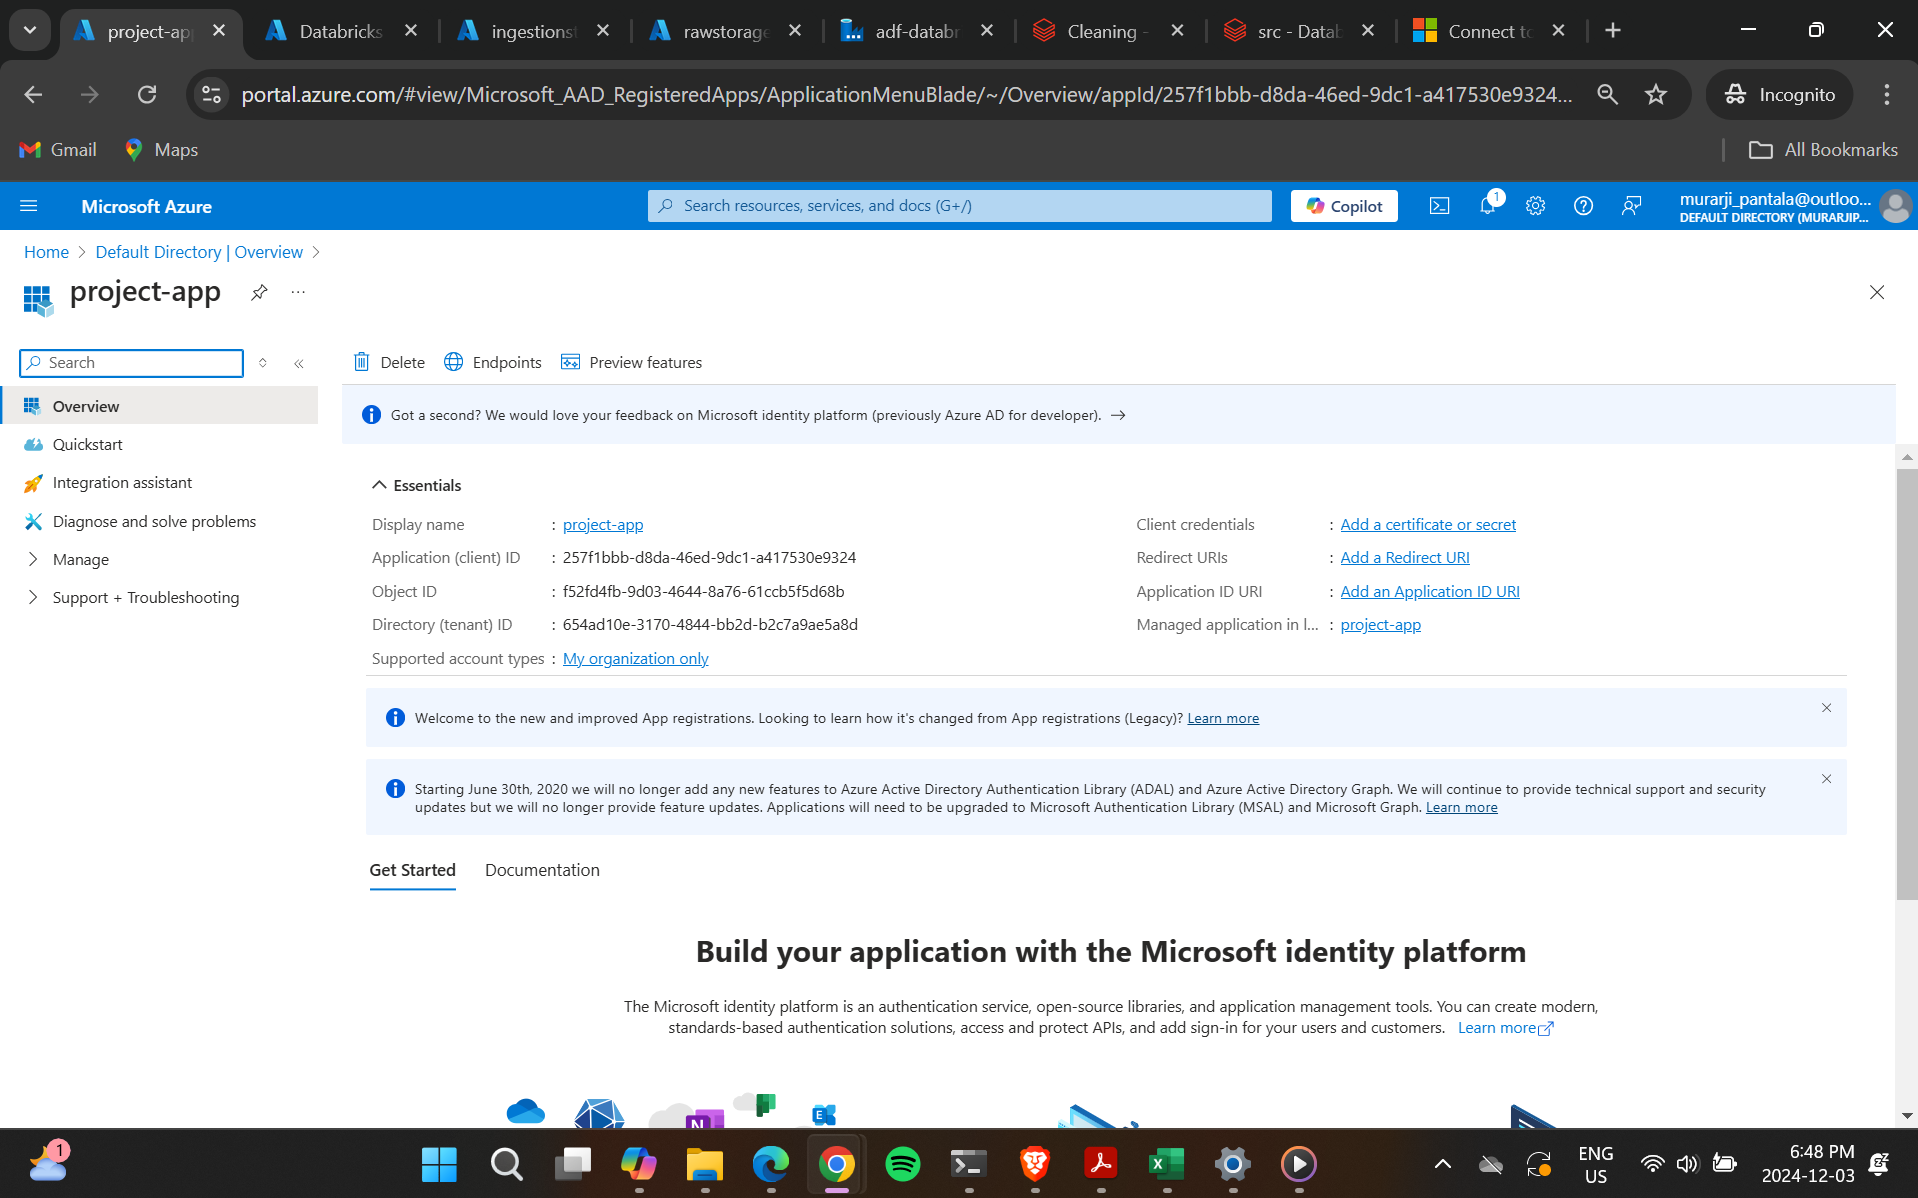 project-ap
Databricks
ingestionst
rawstorage
adf-databr
Cleaning -
src - Datab
Connect to
portal.azure.com/#view/Microsoft_AAD_RegisteredApps/ApplicationMenuBlade/~/Overview/appId/257f1bbb-d8da-46ed-9dc1-a417530e9324...
Incognito
Gmail
Maps
All Bookmarks
Microsoft Azure
Search resources, services, and docs (G+/)
Copilot
1
murarji_pantala@outloo...
DEFAULT DIRECTORY (MURARJIP...
Home > Default Directory | Overview >
project-app
...
Search
Overview
Quickstart
Integration assistant
Diagnose and solve problems
Manage
Support + Troubleshooting
Delete
Endpoints
Preview features
Got a second? We would love your feedback on Microsoft identity platform (previously Azure AD for developer). →
Essentials
Display name : project-app
Application (client) ID : 257f1bbb-d8da-46ed-9dc1-a417530e9324
Object ID : f52fd4fb-9d03-4644-8a76-61ccb5f5d68b
Directory (tenant) ID : 654ad10e-3170-4844-bb2d-b2c7a9ae5a8d
Supported account types : My organization only
Client credentials : Add a certificate or secret
Redirect URIs : Add a Redirect URI
Application ID URI : Add an Application ID URI
Managed application in l... : project-app
Welcome to the new and improved App registrations. Looking to learn how it's changed from App registrations (Legacy)? Learn more
Starting June 30th, 2020 we will no longer add any new features to Azure Active Directory Authentication Library (ADAL) and Azure Active Directory Graph. We will continue to provide technical support and security
updates but we will no longer provide feature updates. Applications will need to be upgraded to Microsoft Authentication Library (MSAL) and Microsoft Graph. Learn more
Get Started
Documentation
Build your application with the Microsoft identity platform
The Microsoft identity platform is an authentication service, open-source libraries, and application management tools. You can create modern,
standards-based authentication solutions, access and protect APIs, and add sign-in for your users and customers. Learn more
N
E
1
ENG
US
6:48 PM
2024-12-03